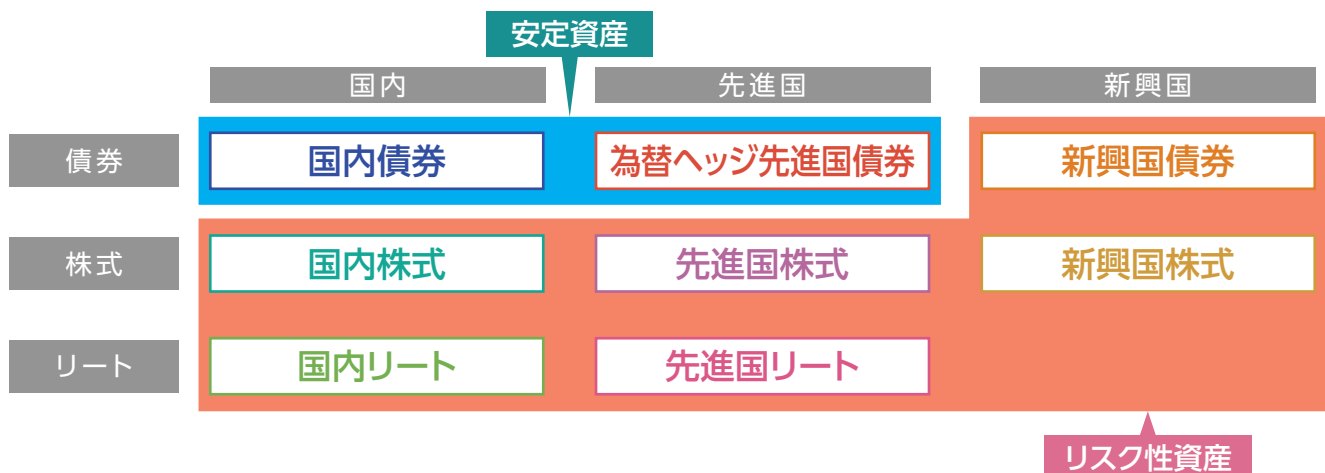 安定資産
国内 先進国 新興国
債券 国内債券 為替ヘッジ先進国債券 新興国債券
株式 国内株式 先進国株式 新興国株式
リート 国内リート 先進国リート
リスク性資産